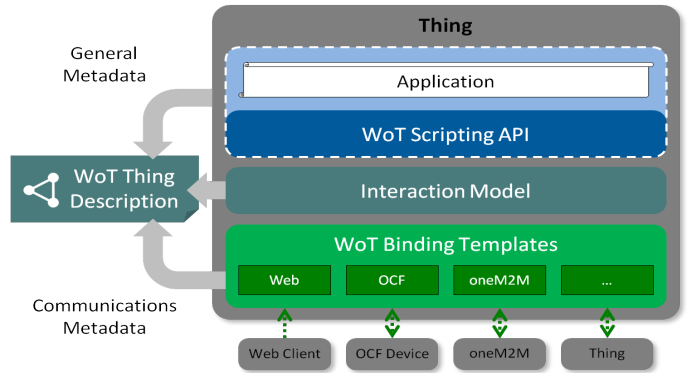 Thing
General
Metadata
Application
WoT Scripting API
WoT Thing
Description
Interaction Model
WoT Binding Templates
Web
OCF
oneM2M
...
Communications
Metadata
Web Client
OCF Device
oneM2M
Thing